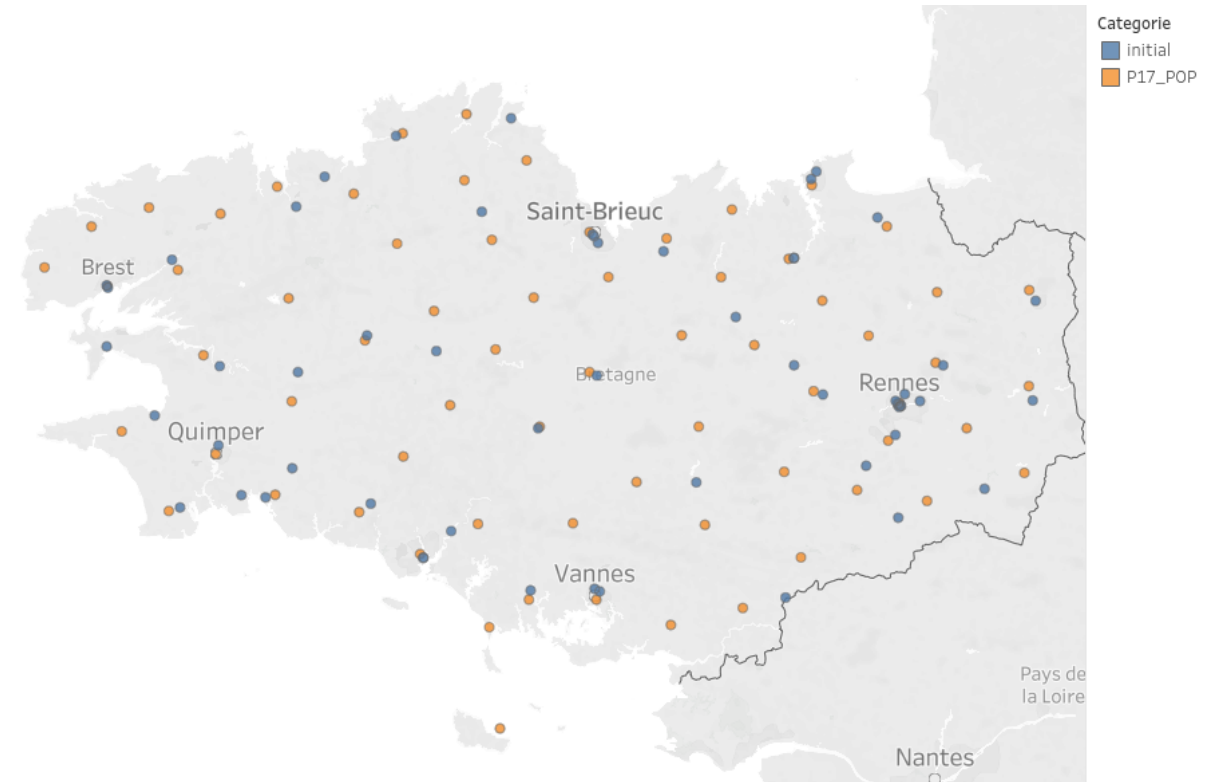 Categorie
initial
P17_POP
Saint-Brieuc
Brest
Bretagne
Rennes
Quimper
Vannes
Pays de
la Loire
Nantes